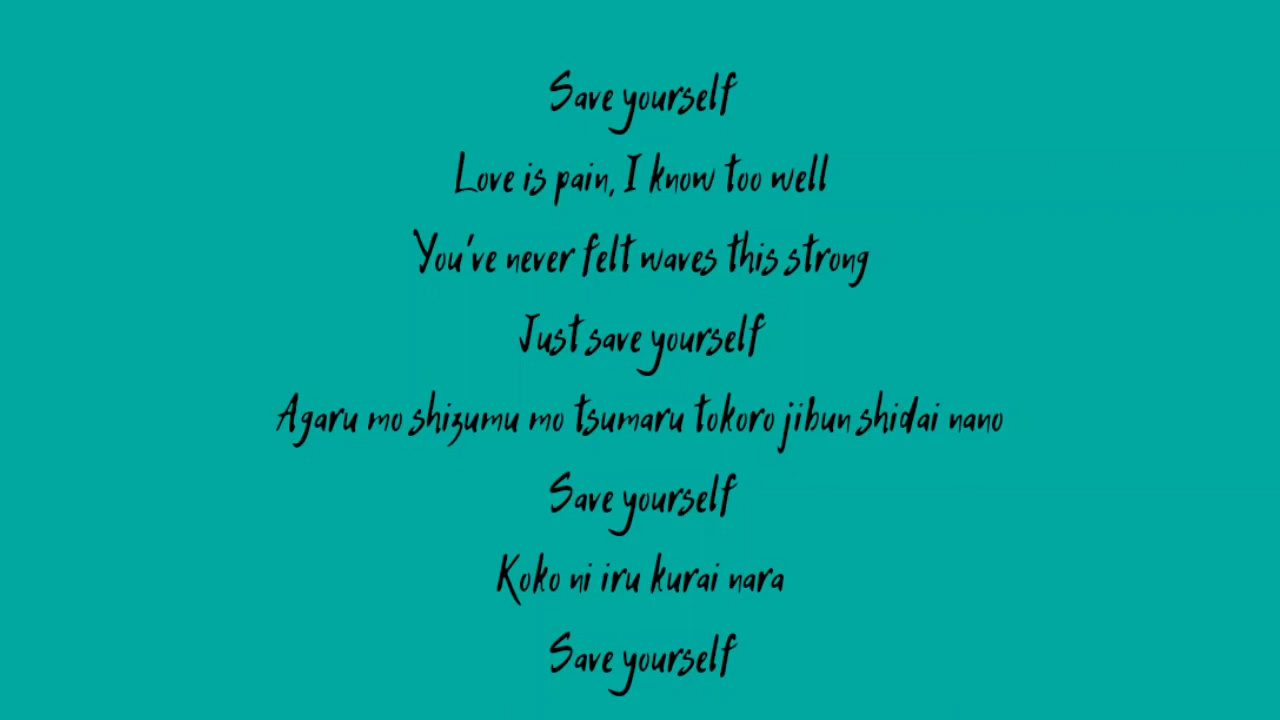 Save yourself
Love is pain, I know too well
You've never felt waves this strong
Just save yourself
Agaru mo shizumu mo tsumaru tokoro jibun shidai nano
Save yourself
Koko ni iru kurai nara
Save yourself